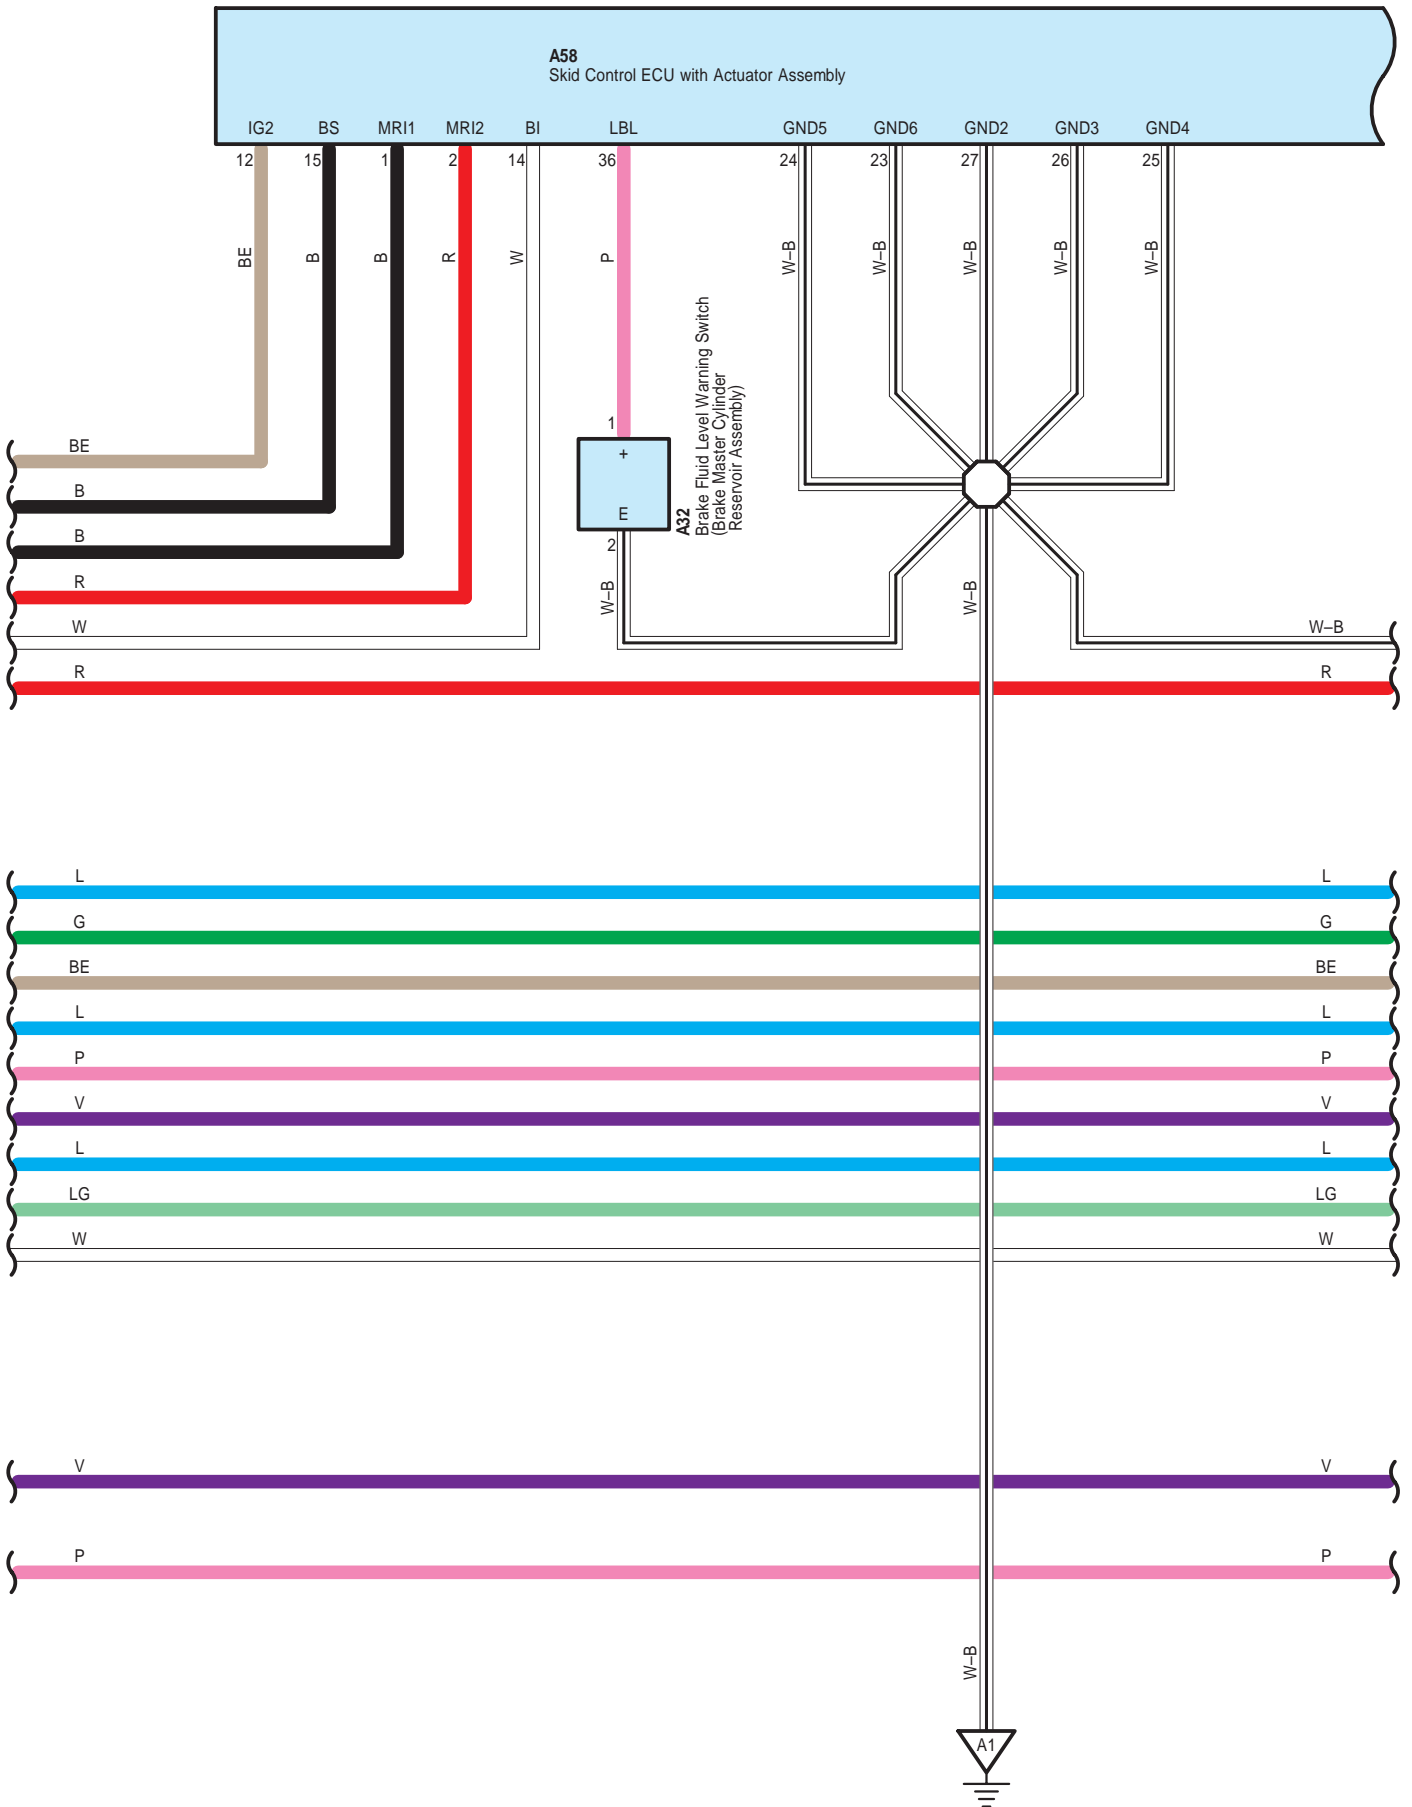 A58
Skid Control ECU with Actuator Assembly
IG2 BS MRI1 MRI2 BI LBL GND5 GND6 GND2 GND3 GND4
12 15 1 2 14 36 24 23 27 26 25
BE B B R W P W–B W–B W–B W–B W–B
A32
Brake Fluid Level Warning Switch
(Brake Master Cylinder
Reservoir Assembly)
1
+
E
2
W–B
W–B
BE
B
B
R
W W–B
R R
L L
G G
BE BE
L L
P P
V V
L L
LG LG
W W
V V
P P
W–B
A1